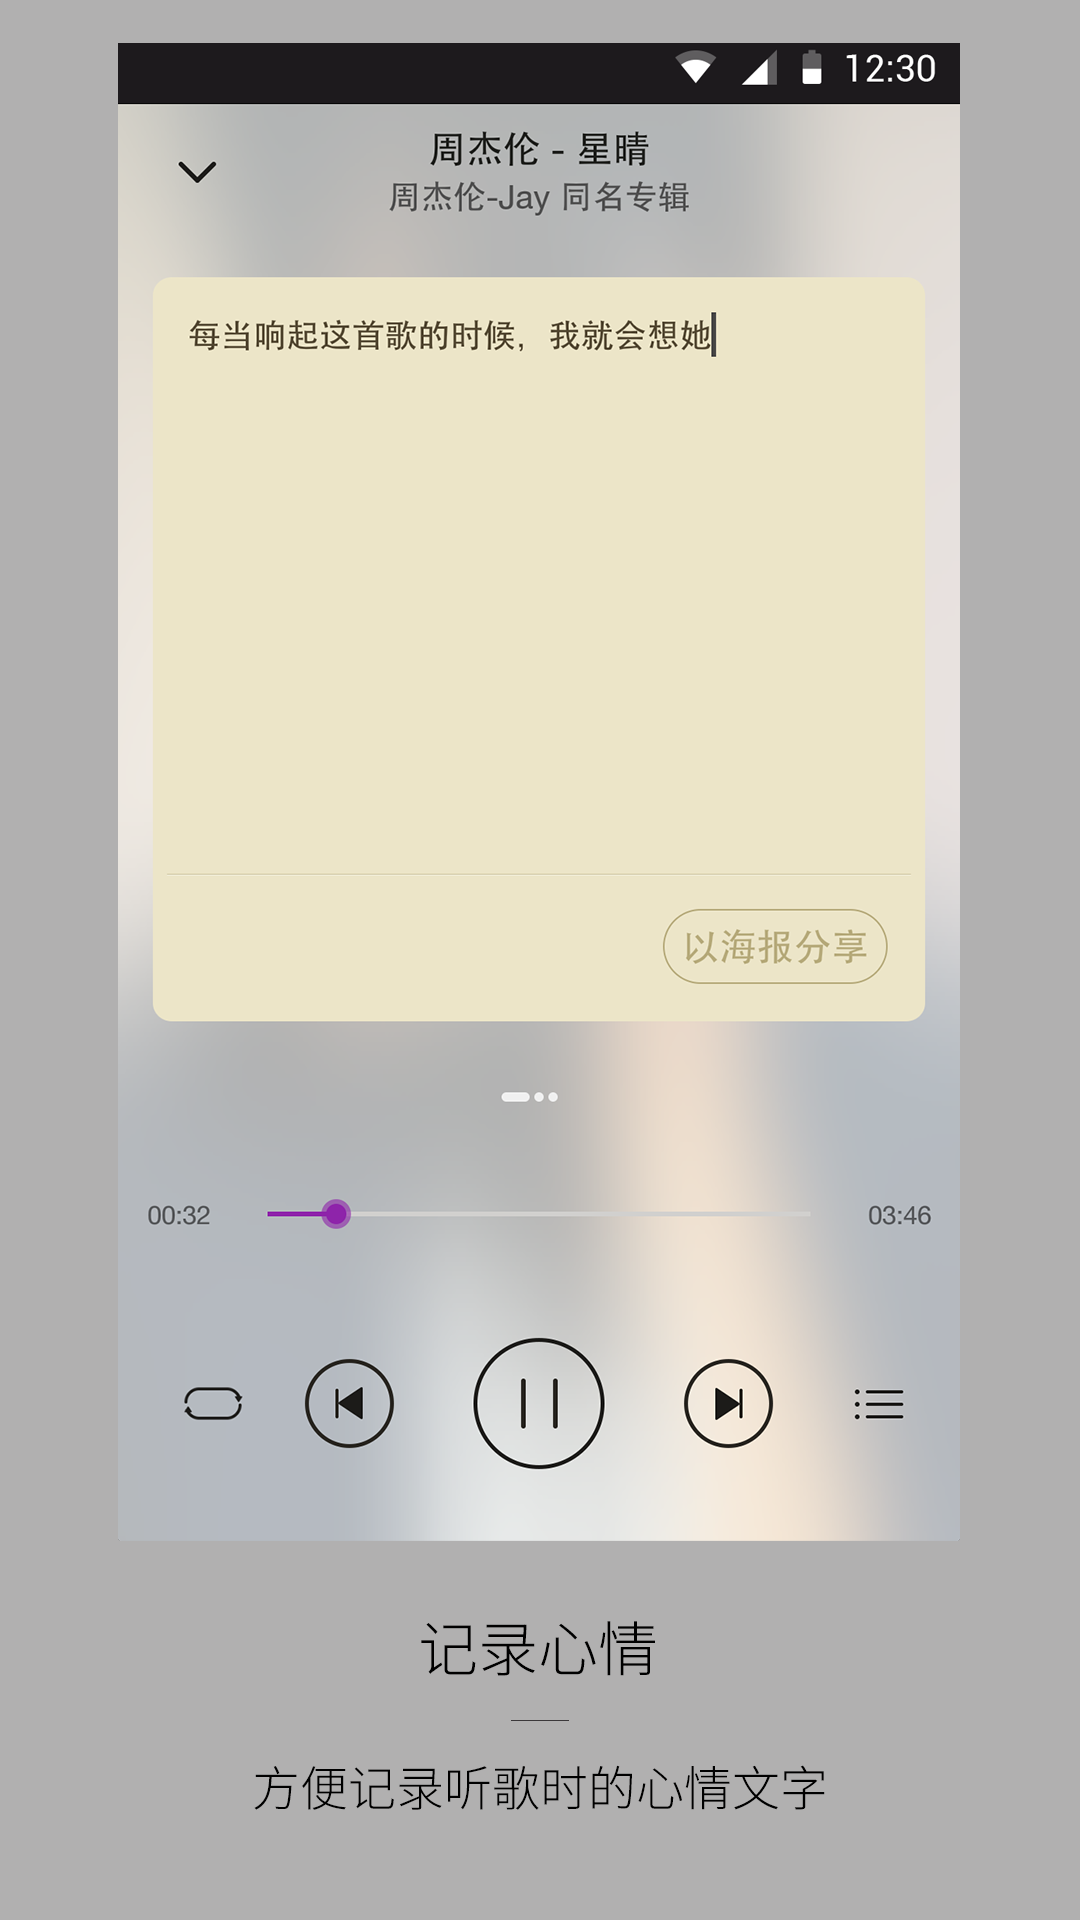 12:30
周杰伦 - 星晴
周杰伦-Jay 同名专辑
每当响起这首歌的时候，我就会想她
以海报分享
00:32
03:46
记录心情
方便记录听歌时的心情文字